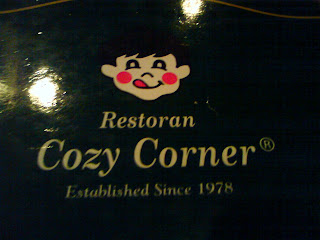 Restoran
Cozy Corner®
Established Since 1978